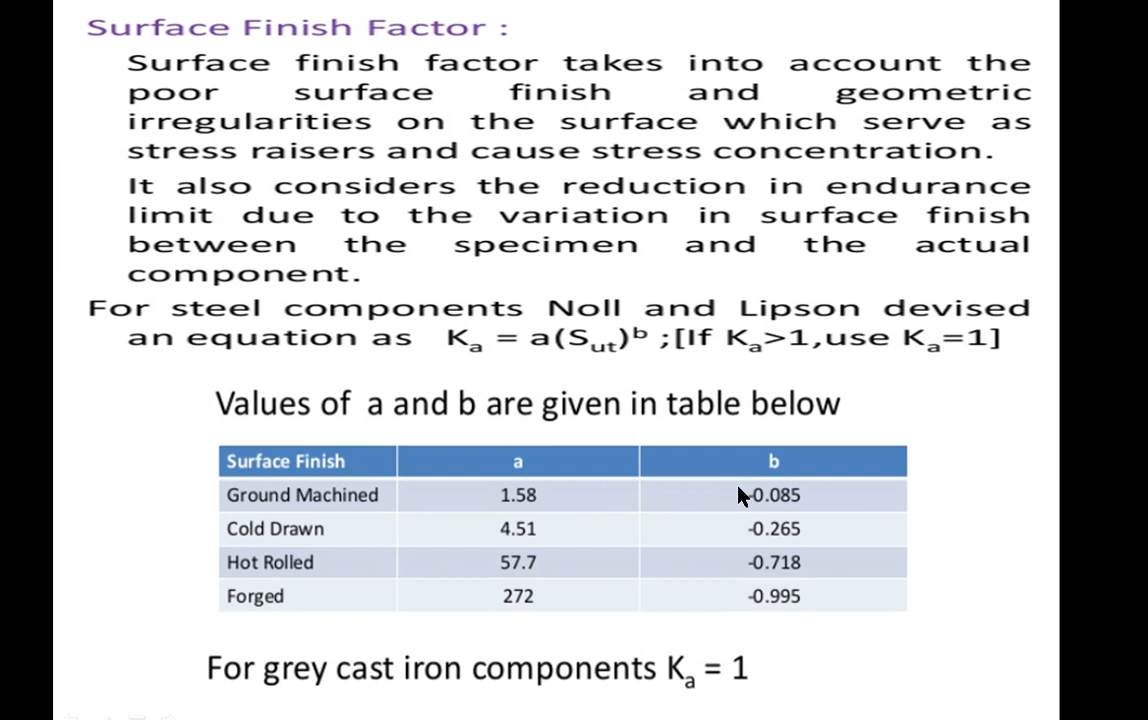 Surface Finish Factor :
Surface finish factor takes into account the
poor surface finish and geometric
irregularities on the surface which serve as
stress raisers and cause stress concentration.
It also considers the reduction in endurance
limit due to the variation in surface finish
between the specimen and the actual
component.
For steel components Noll and Lipson devised
an equation as Ka = a(Sut)b ;[If Ka>1,use Ka=1]
Values of a and b are given in table below
Surface Finish a b
Ground Machined 1.58 -0.085
Cold Drawn 4.51 -0.265
Hot Rolled 57.7 -0.718
Forged 272 -0.995
For grey cast iron components Ka = 1